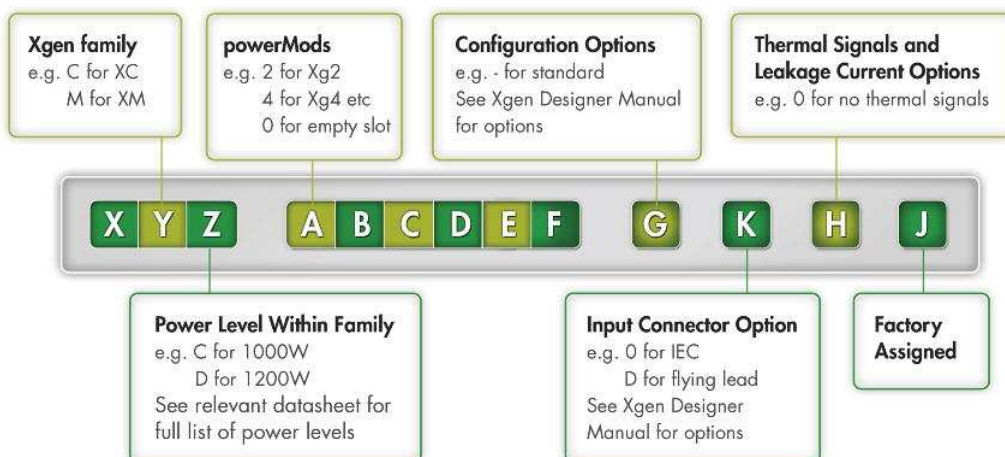 Xgen family
e.g. C for XC
M for XM
powerMods
e.g. 2 for Xg2
4 for Xg4 etc
0 for empty slot
Configuration Options
e.g. - for standard
See Xgen Designer Manual
for options
Thermal Signals and
Leakage Current Options
e.g. 0 for no thermal signals
X Y Z A B C D E F G K H J
Power Level Within Family
e.g. C for 1000W
D for 1200W
See relevant datasheet for
full list of power levels
Input Connector Option
e.g. 0 for IEC
D for flying lead
See Xgen Designer
Manual for options
Factory
Assigned